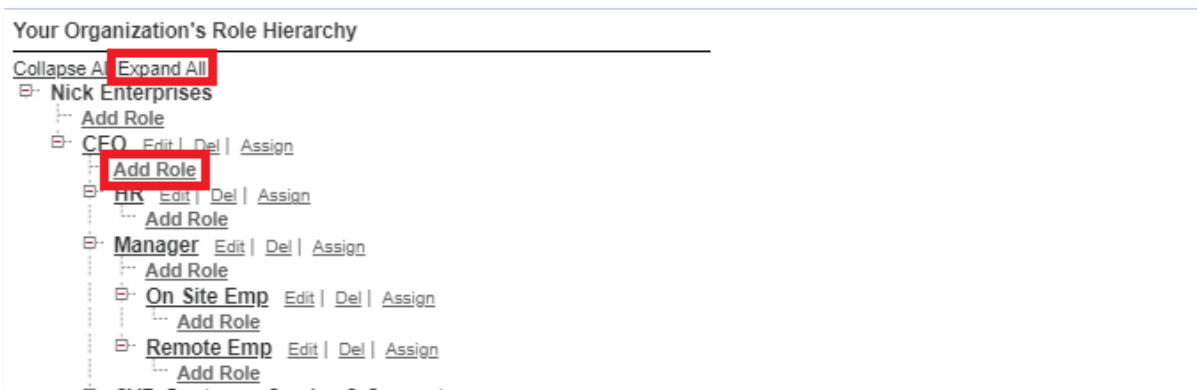 Your Organization's Role Hierarchy
Collapse Al Expand All
Nick Enterprises
Add Role
CEO Edit | Del | Assign
Add Role
HR Edit | Del | Assign
Add Role
Manager Edit | Del | Assign
Add Role
On Site Emp Edit | Del | Assign
Add Role
Remote Emp Edit | Del | Assign
Add Role